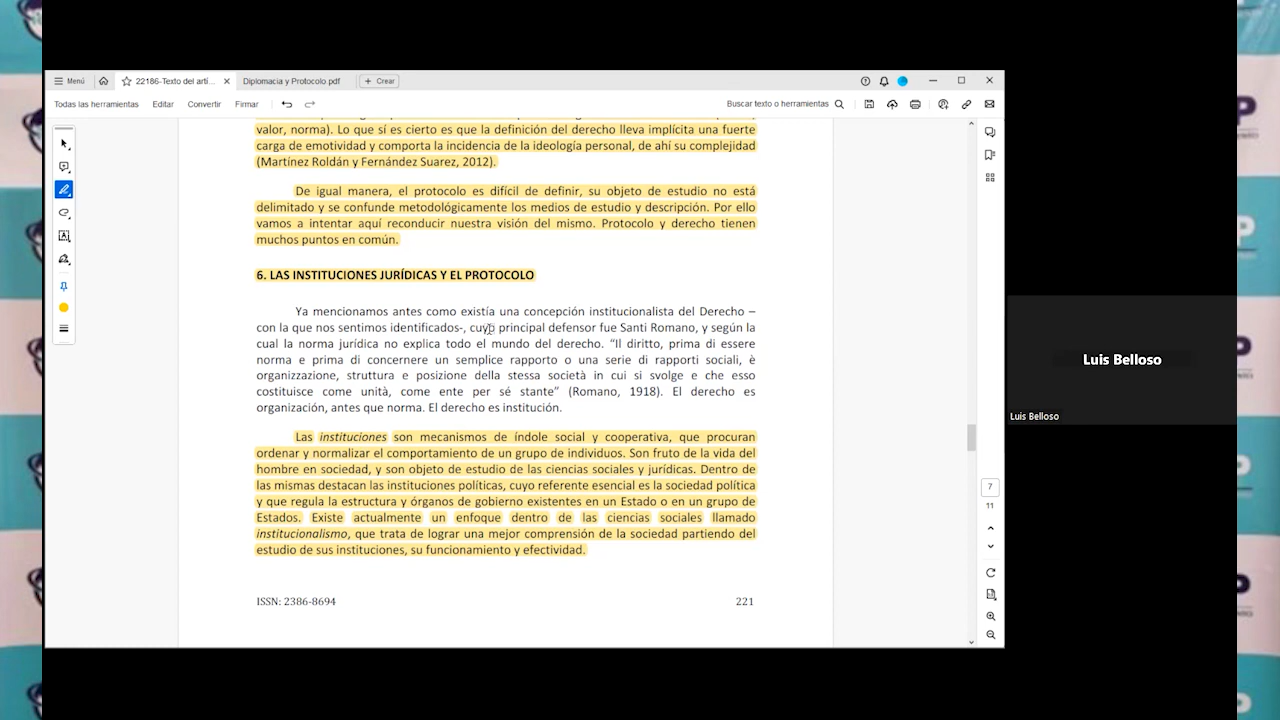 Menú
22186-Texto del artí...
Diplomacia y Protocolo.pdf
Crear
Todas las herramientas
Editar
Convertir
Firmar
Buscar texto o herramientas
valor, norma). Lo que sí es cierto es que la definición del derecho lleva implícita una fuerte
carga de emotividad y comporta la incidencia de la ideología personal, de ahí su complejidad
(Martínez Roldán y Fernández Suarez, 2012).
De igual manera, el protocolo es difícil de definir, su objeto de estudio no está
delimitado y se confunde metodológicamente los medios de estudio y descripción. Por ello
vamos a intentar aquí reconducir nuestra visión del mismo. Protocolo y derecho tienen
muchos puntos en común.
6. LAS INSTITUCIONES JURÍDICAS Y EL PROTOCOLO
Ya mencionamos antes como existía una concepción institucionalista del Derecho –
con la que nos sentimos identificados-, cuyo principal defensor fue Santi Romano, y según la
cual la norma jurídica no explica todo el mundo del derecho. “Il diritto, prima di essere
norma e prima di concernere un semplice rapporto o una serie di rapporti sociali, è
organizzazione, struttura e posizione della stessa società in cui si svolge e che esso
costituisce come unità, come ente per sé stante” (Romano, 1918). El derecho es
organización, antes que norma. El derecho es institución.
Las instituciones son mecanismos de índole social y cooperativa, que procuran
ordenar y normalizar el comportamiento de un grupo de individuos. Son fruto de la vida del
hombre en sociedad, y son objeto de estudio de las ciencias sociales y jurídicas. Dentro de
las mismas destacan las instituciones políticas, cuyo referente esencial es la sociedad política
y que regula la estructura y órganos de gobierno existentes en un Estado o en un grupo de
Estados. Existe actualmente un enfoque dentro de las ciencias sociales llamado
institucionalismo, que trata de lograr una mejor comprensión de la sociedad partiendo del
estudio de sus instituciones, su funcionamiento y efectividad.
ISSN: 2386-8694
221
7
11
Luis Belloso
Luis Belloso